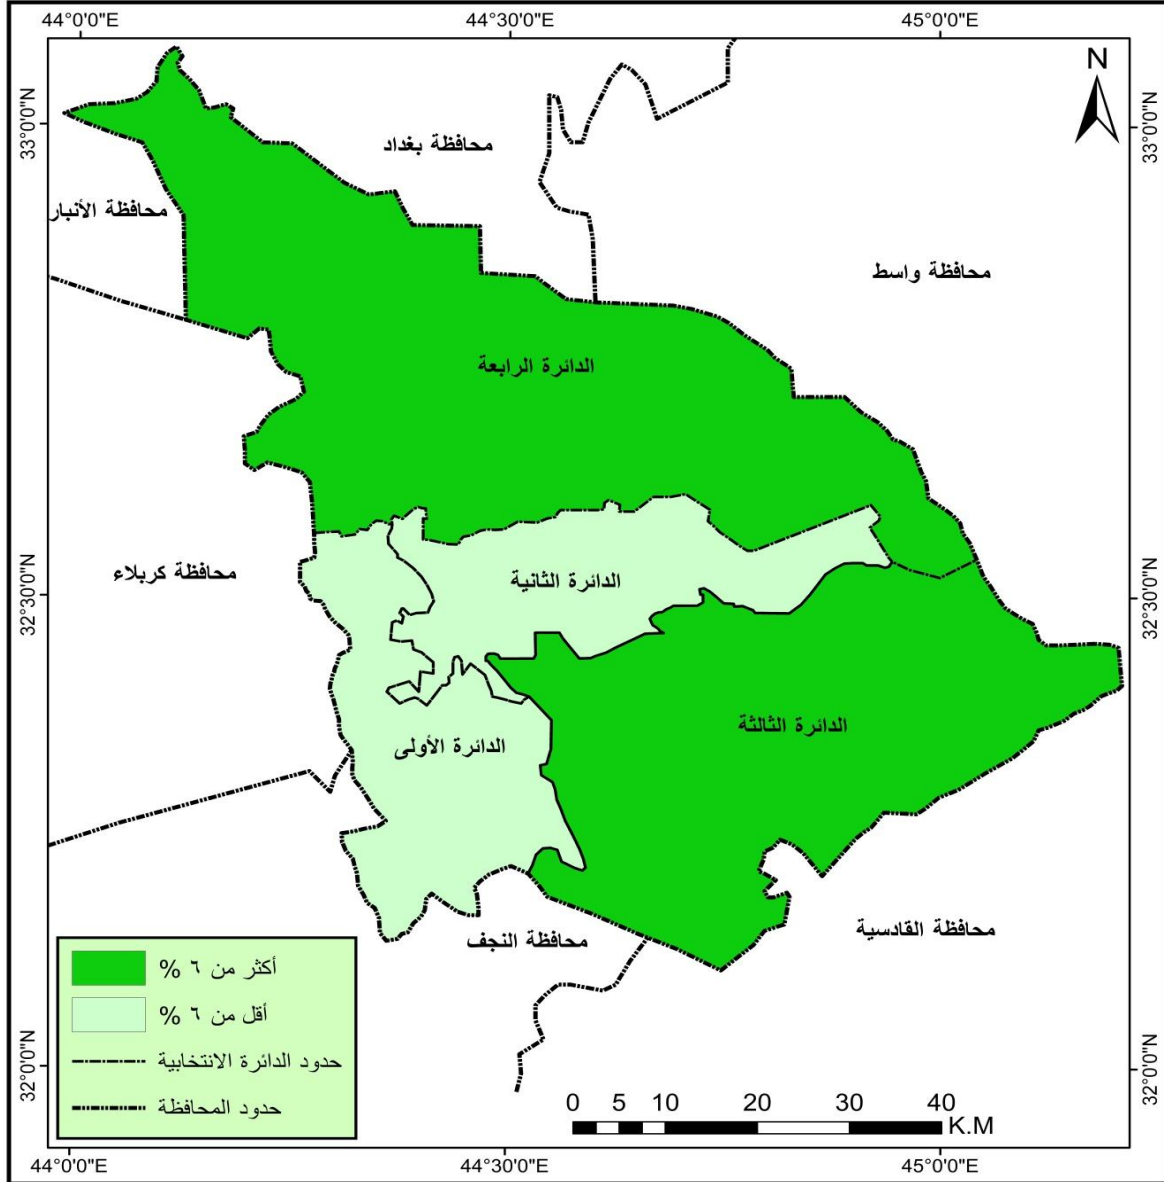 44°0'0"E
44°30'0"E
45°0'0"E
N
33°0'0"N
33°0'0"N
محافظة بغداد
محافظة الأنبار
محافظة واسط
الدائرة الرابعة
32°30'0"N
32°30'0"N
محافظة كربلاء
الدائرة الثانية
الدائرة الثالثة
الدائرة الأولى
محافظة القادسية
محافظة النجف
أكثر من ٦ %
أقل من ٦ %
حدود الدائرة الانتخابية
حدود المحافظة
32°0'0"N
32°0'0"N
0 5 10 20 30 40
K.M
44°0'0"E
44°30'0"E
45°0'0"E